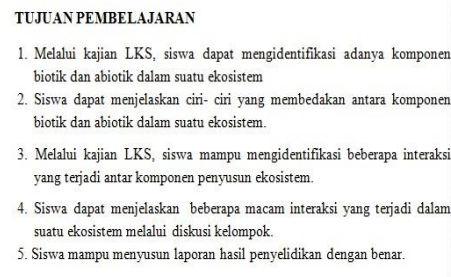 TUJUAN PEMBELAJARAN
1. Melalui kajian LKS, siswa dapat mengidentifikasi adanya komponen
biotik dan abiotik dalam suatu ekosistem
2. Siswa dapat menjelaskan ciri- ciri yang membedakan antara komponen
biotik dan abiotik dalam suatu ekosistem.
3. Melalui kajian LKS, siswa mampu mengidentifikasi beberapa interaksi
yang terjadi antar komponen penyusun ekosistem.
4. Siswa dapat menjelaskan beberapa macam interaksi yang terjadi dalam
suatu ekosistem melalui diskusi kelompok.
5. Siswa mampu menyusun laporan hasil penyelidikan dengan benar.